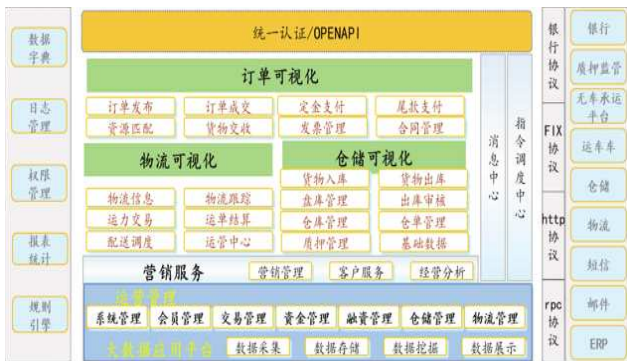 统一认证/OPENAPI
数据
字典
日志
管理
权限
管理
报表
统计
规则
引擎
订单可视化
订单发布 订单成交 定金支付 尾款支付
资源匹配 货物交收 发票管理 合同管理
物流可视化
物流信息 物流跟踪
运力交易 运单结算
配送调度 运营中心
仓储可视化
货物入库 货物出库
盘库管理 出库审核
仓库管理 仓单管理
质押管理 基础数据
消息中心
指令调度中心
营销服务 营销管理 客户服务 经营分析
运营管理
系统管理 会员管理 交易管理 资金管理 融资管理 仓储管理 物流管理
大数据应用平台 数据采集 数据存储 数据挖掘 数据展示
银行协议
FIX
协议
http
协议
rpc
协议
银行
质押监管
无车承运
平台
运车车
仓储
物流
短信
邮件
ERP